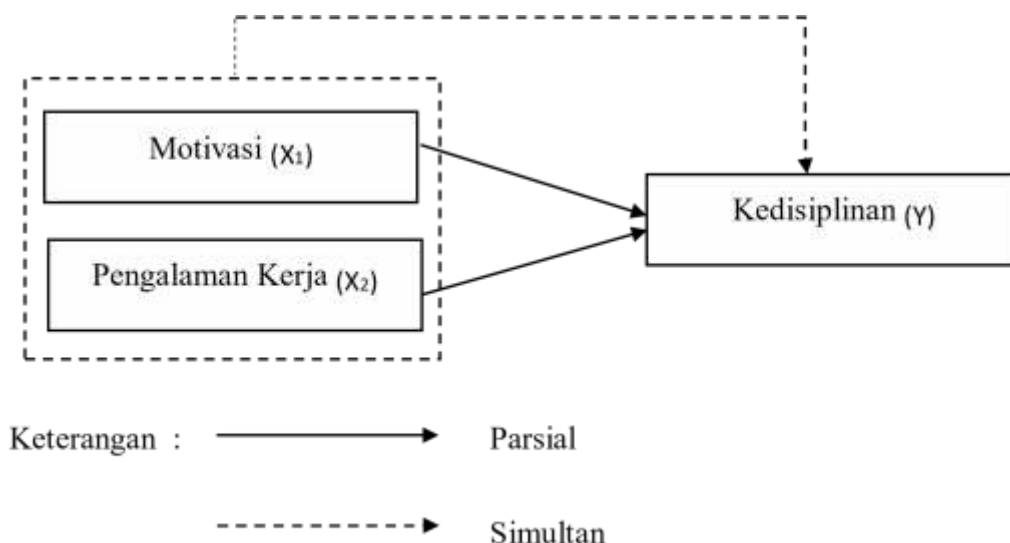 Motivasi (X₁)
Kedisiplinan (Y)
Pengalaman Kerja (X₂)
Keterangan : Parsial
Simultan